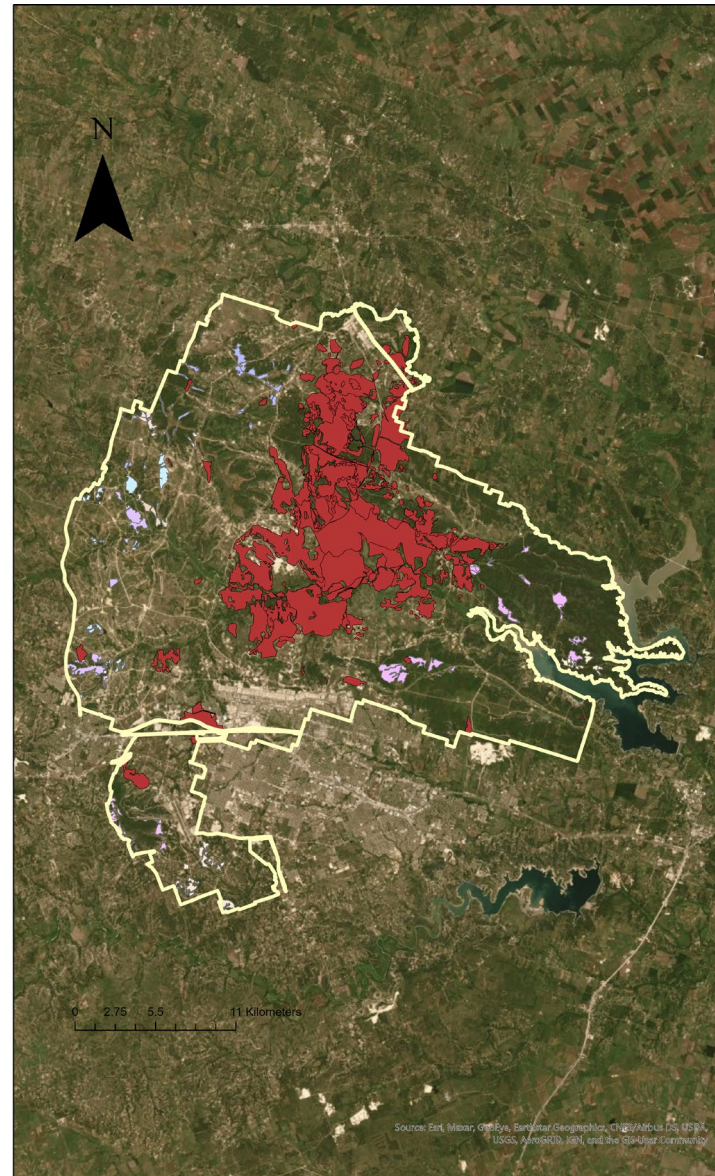 N
0 2.75 5.5 11 Kilometers
Source: Esri, Maxar, GeoEye, Earthstar Geographics, CNES/Airbus DS, USDA,
USGS, AeroGRID, IGN, and the GIS User Community